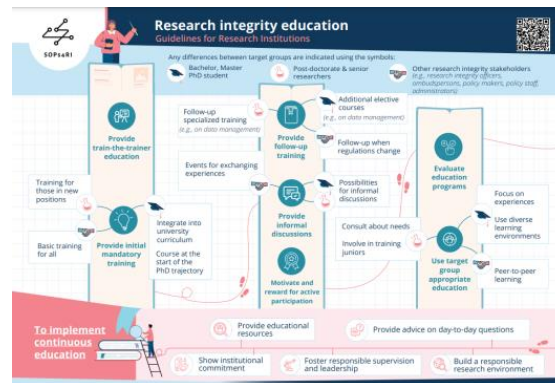 SOPs4RI
Research integrity education
Guidelines for Research Institutions
Any differences between target groups are indicated using the symbols:
Bachelor, Master
PhD student
Post-doctorate & senior
researchers
Other research integrity stakeholders
(e.g., research integrity officers,
ombudspersons, policy makers, policy staff,
administrators)
Provide
train-the-trainer
education
Training for
those in new
positions
Basic training
for all
Provide initial
mandatory
training
Integrate into
university
curriculum
Course at the
start of the
PhD trajectory
Follow-up
specialized training
(e.g., on data management)
Provide
follow-up
training
Additional elective
courses
(e.g., on data management)
Follow-up when
regulations change
Events for exchanging
experiences
Provide
informal
discussions
Possibilities
for informal
discussions
Motivate and
reward for active
participation
Evaluate
education
programs
Consult about needs
Involve in training
juniors
Use target
group
appropriate
education
Focus on
experiences
Use diverse
learning
environments
Peer-to-peer
learning
To implement
continuous
education
Provide educational
resources
Provide advice on day-to-day questions
Show institutional
commitment
Foster responsible supervision
and leadership
Build a responsible
research environment